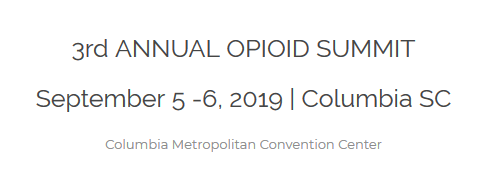 3rd ANNUAL OPIOID SUMMIT
September 5 -6, 2019 | Columbia SC
Columbia Metropolitan Convention Center